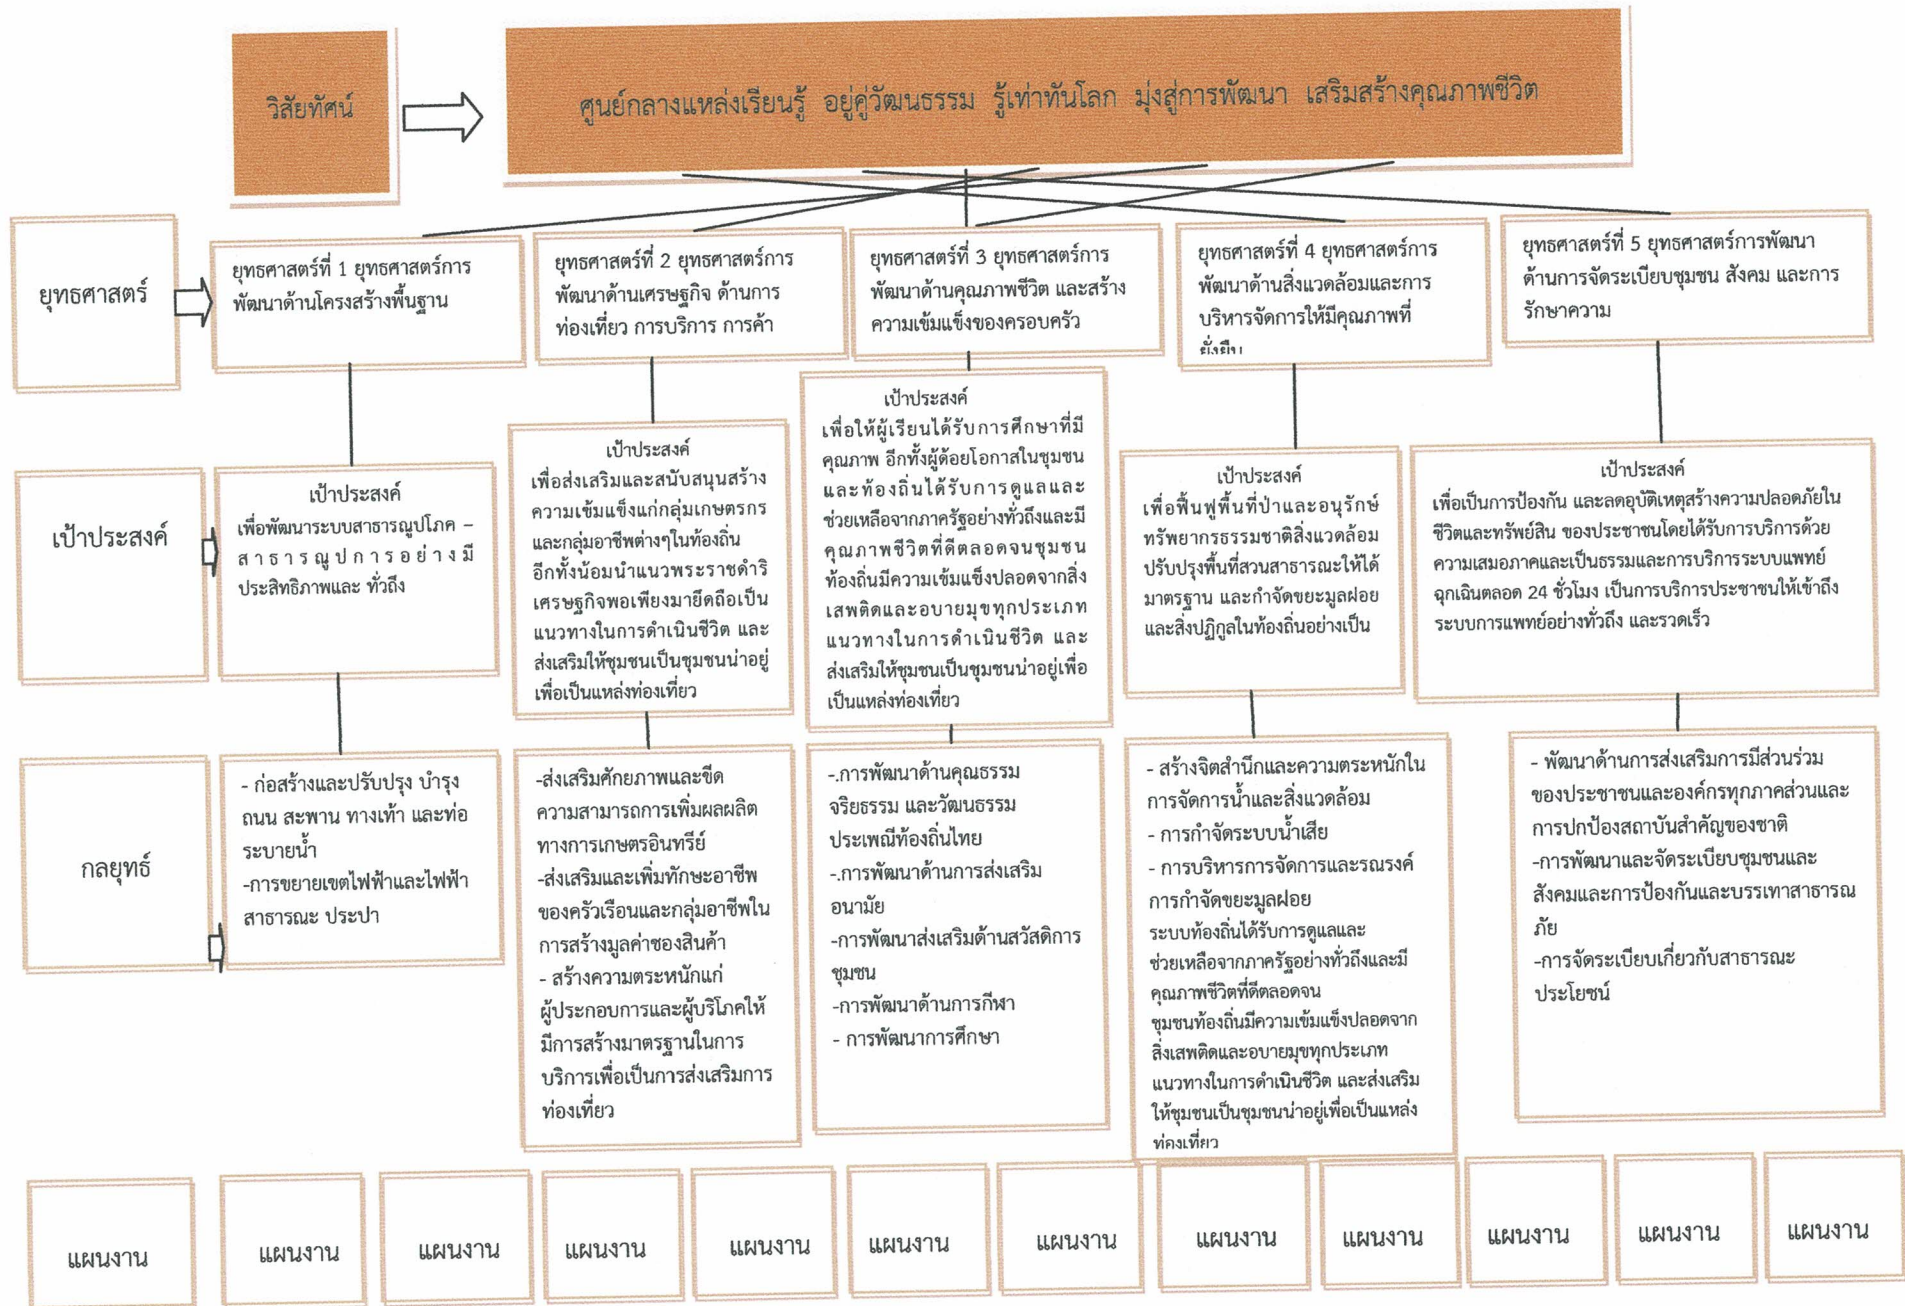 วิสัยทัศน์
ศูนย์กลางแหล่งเรียนรู้ อยู่คู่วัฒนธรรม รู้เท่าทันโลก มุ่งสู่การพัฒนา เสริมสร้างคุณภาพชีวิต
ยุทธศาสตร์
ยุทธศาสตร์ที่ 1 ยุทธศาสตร์การ
พัฒนาด้านโครงสร้างพื้นฐาน
ยุทธศาสตร์ที่ 2 ยุทธศาสตร์การ
พัฒนาด้านเศรษฐกิจ ด้านการ
ท่องเที่ยว การบริการ การค้า
ยุทธศาสตร์ที่ 3 ยุทธศาสตร์การ
พัฒนาด้านคุณภาพชีวิต และสร้าง
ความเข้มแข็งของครอบครัว
ยุทธศาสตร์ที่ 4 ยุทธศาสตร์การ
พัฒนาด้านสิ่งแวดล้อมและการ
บริหารจัดการให้มีคุณภาพที่
ยั่งยืน
ยุทธศาสตร์ที่ 5 ยุทธศาสตร์การพัฒนา
ด้านการจัดระเบียบชุมชน สังคม และการ
รักษาความ
เป้าประสงค์
เป้าประสงค์
เพื่อพัฒนาระบบสาธารณูปโภค –
สาธารณูปการอย่างมี
ประสิทธิภาพและ ทั่วถึง
เป้าประสงค์
เพื่อส่งเสริมและสนับสนุนสร้าง
ความเข้มแข็งแก่กลุ่มเกษตรกร
และกลุ่มอาชีพต่างๆในท้องถิ่น
อีกทั้งน้อมนำแนวพระราชดำริ
เศรษฐกิจพอเพียงมายึดถือเป็น
แนวทางในการดำเนินชีวิต และ
ส่งเสริมให้ชุมชนเป็นชุมชนน่าอยู่
เพื่อเป็นแหล่งท่องเที่ยว
เป้าประสงค์
เพื่อให้ผู้เรียนได้รับการศึกษาที่มี
คุณภาพ อีกทั้งผู้ด้อยโอกาสในชุมชน
และท้องถิ่นได้รับการดูแลและ
ช่วยเหลือจากภาครัฐอย่างทั่วถึงและมี
คุณภาพชีวิตที่ดีตลอดจนชุมชน
ท้องถิ่นมีความเข้มแข็งปลอดจากสิ่ง
เสพติดและอบายมุขทุกประเภท
แนวทางในการดำเนินชีวิต และ
ส่งเสริมให้ชุมชนเป็นชุมชนน่าอยู่เพื่อ
เป็นแหล่งท่องเที่ยว
เป้าประสงค์
เพื่อฟื้นฟูพื้นที่ป่าและอนุรักษ์
ทรัพยากรธรรมชาติสิ่งแวดล้อม
ปรับปรุงพื้นที่สวนสาธารณะให้ได้
มาตรฐาน และกำจัดขยะมูลฝอย
และสิ่งปฏิกูลในท้องถิ่นอย่างเป็น
เป้าประสงค์
เพื่อเป็นการป้องกัน และลดอุบัติเหตุสร้างความปลอดภัยใน
ชีวิตและทรัพย์สิน ของประชาชนโดยได้รับการบริการด้วย
ความเสมอภาคและเป็นธรรมและการบริการระบบแพทย์
ฉุกเฉินตลอด 24 ชั่วโมง เป็นการบริการประชาชนให้เข้าถึง
ระบบการแพทย์อย่างทั่วถึง และรวดเร็ว
กลยุทธ์
- ก่อสร้างและปรับปรุง บำรุง
ถนน สะพาน ทางเท้า และท่อ
ระบายน้ำ
-การขยายเขตไฟฟ้าและไฟฟ้า
สาธารณะ ประปา
-ส่งเสริมศักยภาพและขีด
ความสามารถการเพิ่มผลผลิต
ทางการเกษตรอินทรีย์
-ส่งเสริมและเพิ่มทักษะอาชีพ
ของครัวเรือนและกลุ่มอาชีพใน
การสร้างมูลค่าของสินค้า
- สร้างความตระหนักแก่
ผู้ประกอบการและผู้บริโภคให้
มีการสร้างมาตรฐานในการ
บริการเพื่อเป็นการส่งเสริมการ
ท่องเที่ยว
-.การพัฒนาด้านคุณธรรม
จริยธรรม และวัฒนธรรม
ประเพณีท้องถิ่นไทย
-.การพัฒนาด้านการส่งเสริม
อนามัย
-การพัฒนาส่งเสริมด้านสวัสดิการ
ชุมชน
-การพัฒนาด้านการกีฬา
- การพัฒนาการศึกษา
- สร้างจิตสำนึกและความตระหนักใน
การจัดการน้ำและสิ่งแวดล้อม
- การกำจัดระบบน้ำเสีย
- การบริหารการจัดการและรณรงค์
การกำจัดขยะมูลฝอย
ระบบท้องถิ่นได้รับการดูแลและ
ช่วยเหลือจากภาครัฐอย่างทั่วถึงและมี
คุณภาพชีวิตที่ดีตลอดจน
ชุมชนท้องถิ่นมีความเข้มแข็งปลอดจาก
สิ่งเสพติดและอบายมุขทุกประเภท
แนวทางในการดำเนินชีวิต และส่งเสริม
ให้ชุมชนเป็นชุมชนน่าอยู่เพื่อเป็นแหล่ง
ท่องเที่ยว
- พัฒนาด้านการส่งเสริมการมีส่วนร่วม
ของประชาชนและองค์กรทุกภาคส่วนและ
การปกป้องสถาบันสำคัญของชาติ
-การพัฒนาและจัดระเบียบชุมชนและ
สังคมและการป้องกันและบรรเทาสาธารณ
ภัย
-การจัดระเบียบเกี่ยวกับสาธารณะ
ประโยชน์
แผนงาน
แผนงาน
แผนงาน
แผนงาน
แผนงาน
แผนงาน
แผนงาน
แผนงาน
แผนงาน
แผนงาน
แผนงาน
แผนงาน